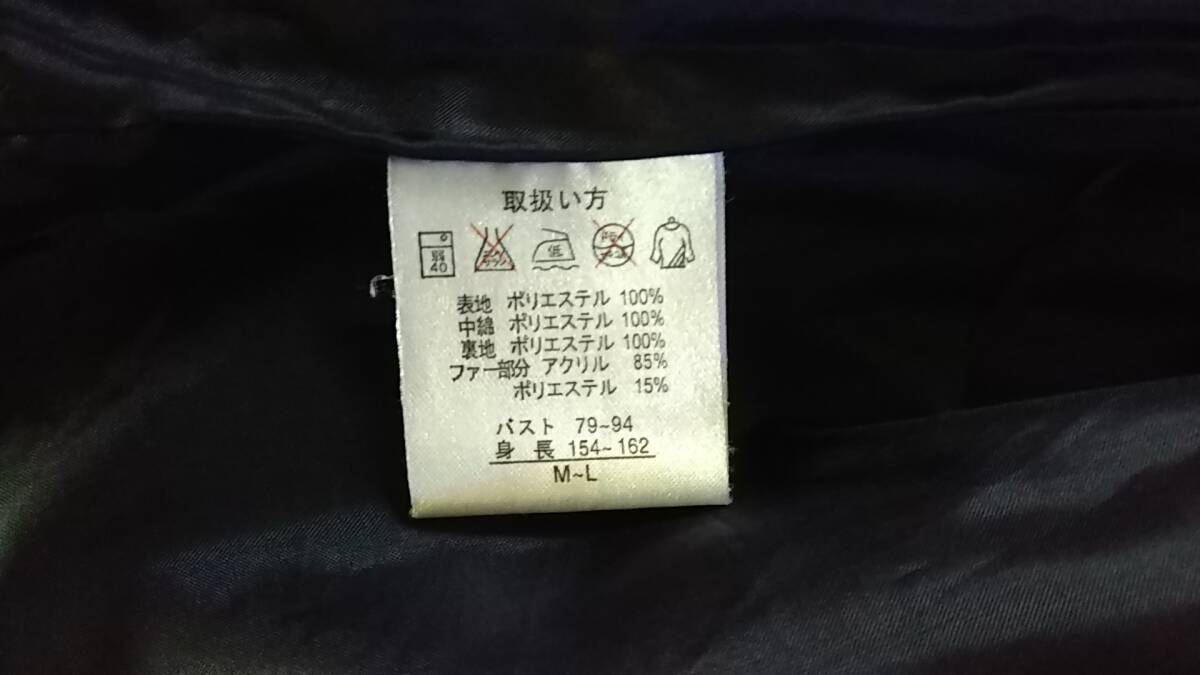 取扱い方
弱
40
低
表地 ポリエステル 100%
中綿 ポリエステル 100%
裏地 ポリエステル 100%
ファー部分 アクリル 85%
ポリエステル 15%
バスト 79~94
身長 154~162
M~L